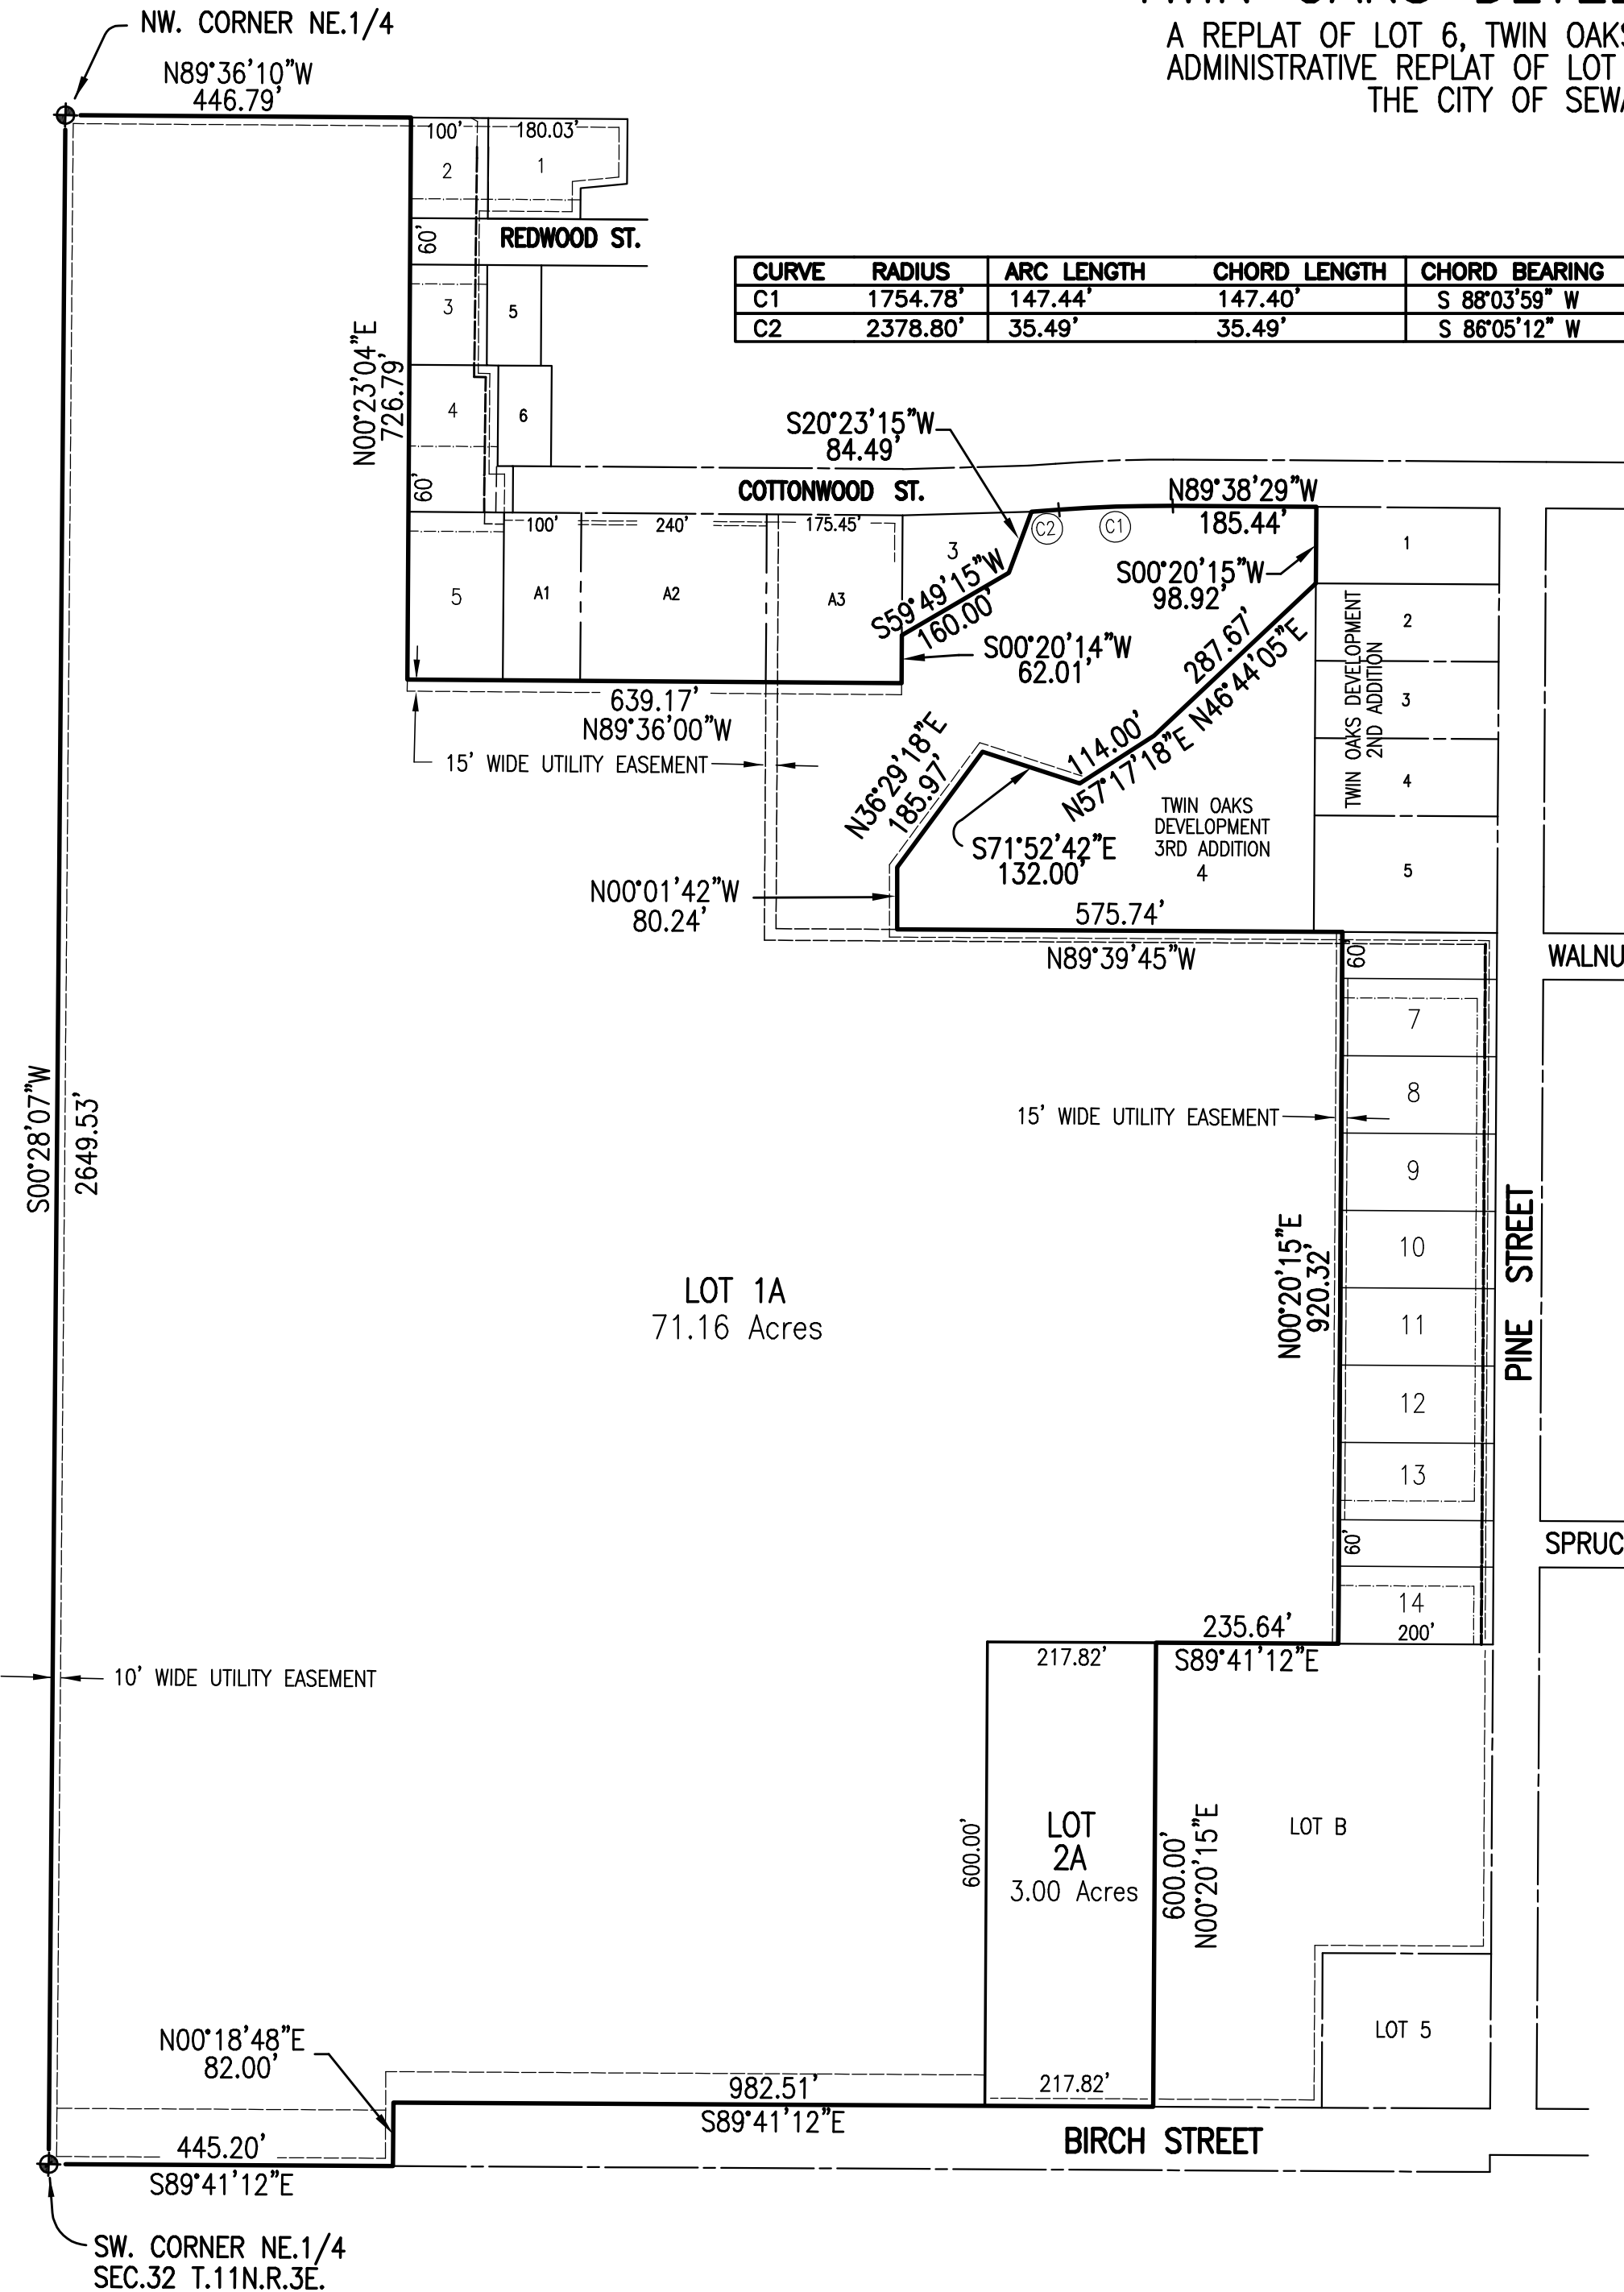 NW. CORNER NE.1/4
A REPLAT OF LOT 6, TWIN OAKS
ADMINISTRATIVE REPLAT OF LOT
THE CITY OF SEWA
N89°36'10"W
446.79'
100'
180.03'
2
1
60'
REDWOOD ST.
CURVE RADIUS ARC LENGTH CHORD LENGTH CHORD BEARING
C1 1754.78' 147.44' 147.40' S 88°03'59" W
C2 2378.80' 35.49' 35.49' S 86°05'12" W
3
5
N00°23'04"E
726.79'
4
6
S20°23'15"W
84.49'
60'
COTTONWOOD ST.
N89°38'29"W
185.44'
C2
C1
100'
240'
175.45'
3
1
5
A1
A2
A3
S59°49'15"W
160.00'
S00°20'15"W
98.92'
S00°20'14"W
62.01'
287.67'
N46°44'05"E
TWIN OAKS DEVELOPMENT
2ND ADDITION
2
3
4
5
639.17'
N89°36'00"W
15' WIDE UTILITY EASEMENT
N36°29'18"E
185.97'
114.00'
N57°17'18"E
S71°52'42"E
132.00'
TWIN OAKS
DEVELOPMENT
3RD ADDITION
4
N00°01'42"W
80.24'
575.74'
N89°39'45"W
60'
WALNU
7
8
9
10
11
12
13
15' WIDE UTILITY EASEMENT
S00°28'07"W
2649.53'
N00°20'15"E
920.32'
PINE STREET
LOT 1A
71.16 Acres
60'
SPRUC
14
200'
235.64'
S89°41'12"E
217.82'
10' WIDE UTILITY EASEMENT
600.00'
LOT
2A
3.00 Acres
600.00'
N00°20'15"E
LOT B
LOT 5
N00°18'48"E
82.00'
982.51'
S89°41'12"E
217.82'
BIRCH STREET
445.20'
S89°41'12"E
SW. CORNER NE.1/4
SEC.32 T.11N.R.3E.